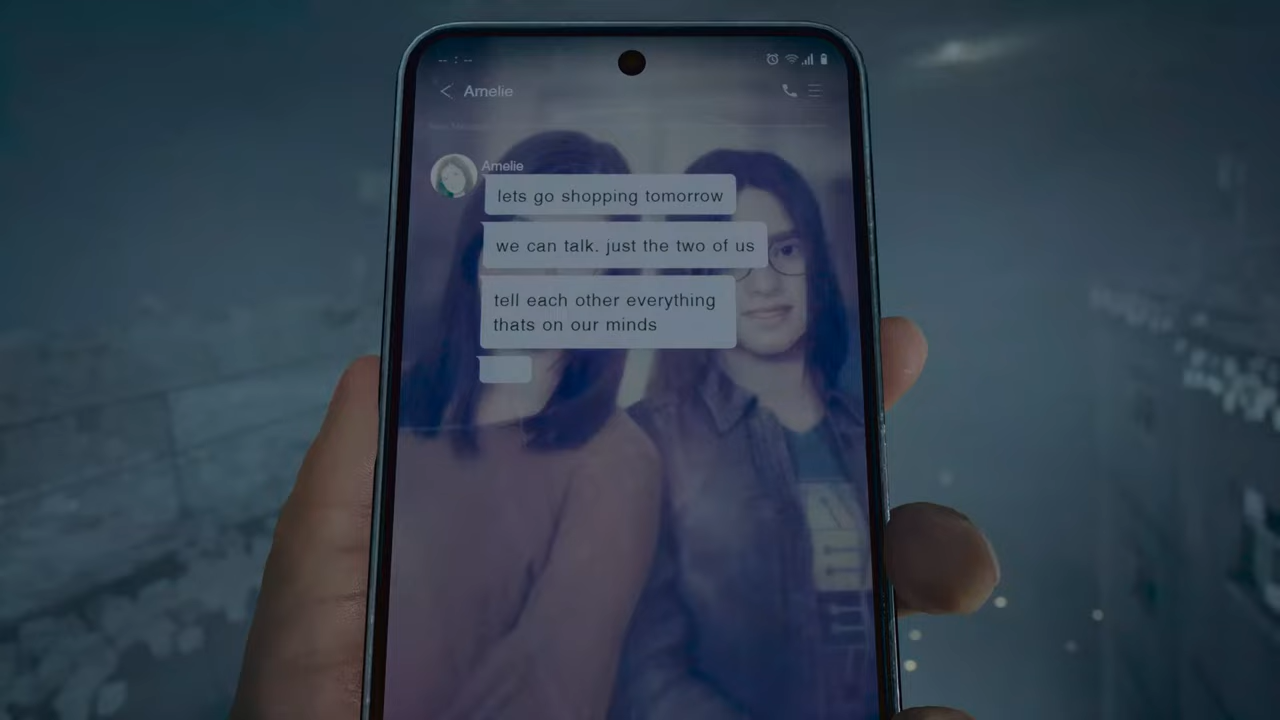 -- : --
Amelie
Amelie
lets go shopping tomorrow
we can talk. just the two of us
tell each other everything
thats on our minds